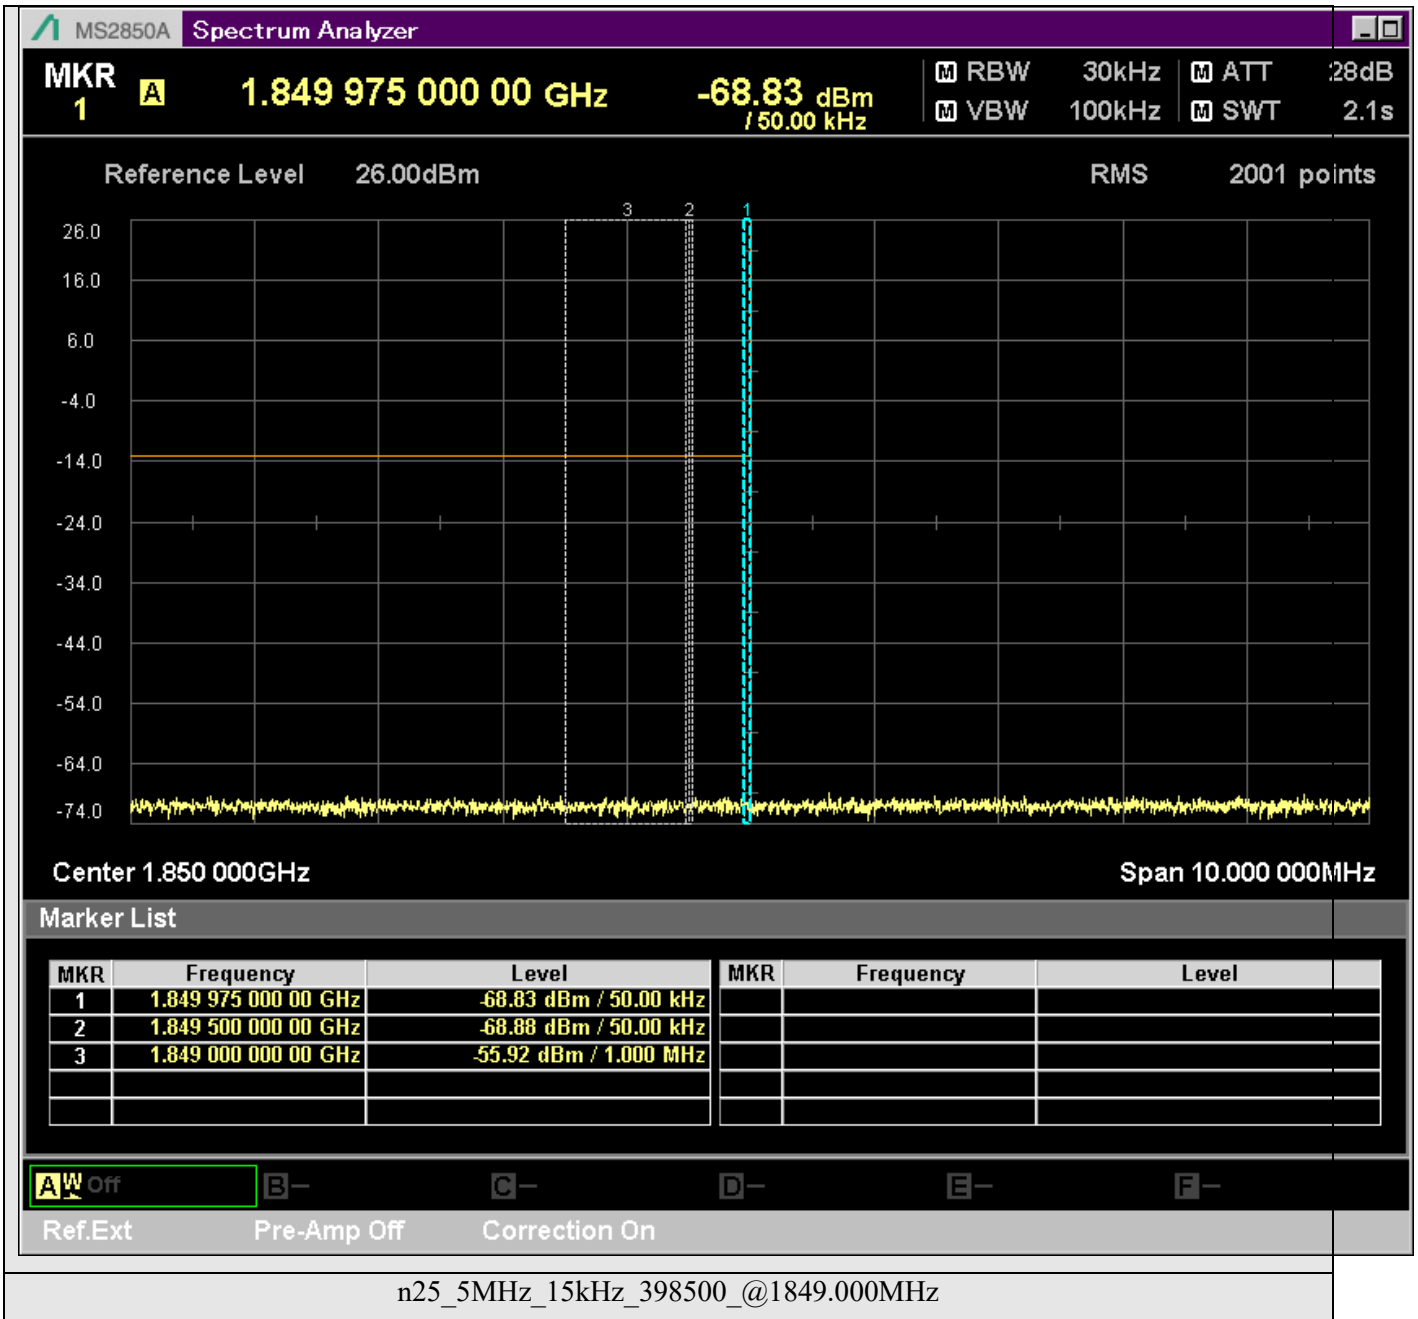 MS2850A Spectrum Analyzer
MKR 1 A 1.849 975 000 00 GHz -68.83 dBm / 50.00 kHz
M RBW 30kHz M ATT 28dB
M VBW 100kHz M SWT 2.1s
Reference Level 26.00dBm RMS 2001 points
3 2 1
26.0
16.0
6.0
-4.0
-14.0
-24.0
-34.0
-44.0
-54.0
-64.0
-74.0
Center 1.850 000GHz Span 10.000 000MHz
Marker List
MKR Frequency Level MKR Frequency Level
1 1.849 975 000 00 GHz -68.83 dBm / 50.00 kHz
2 1.849 500 000 00 GHz -68.88 dBm / 50.00 kHz
3 1.849 000 000 00 GHz -55.92 dBm / 1.000 MHz
A W Off B - C - D - E - F -
Ref.Ext Pre-Amp Off Correction On
n25_5MHz_15kHz_398500_@1849.000MHz